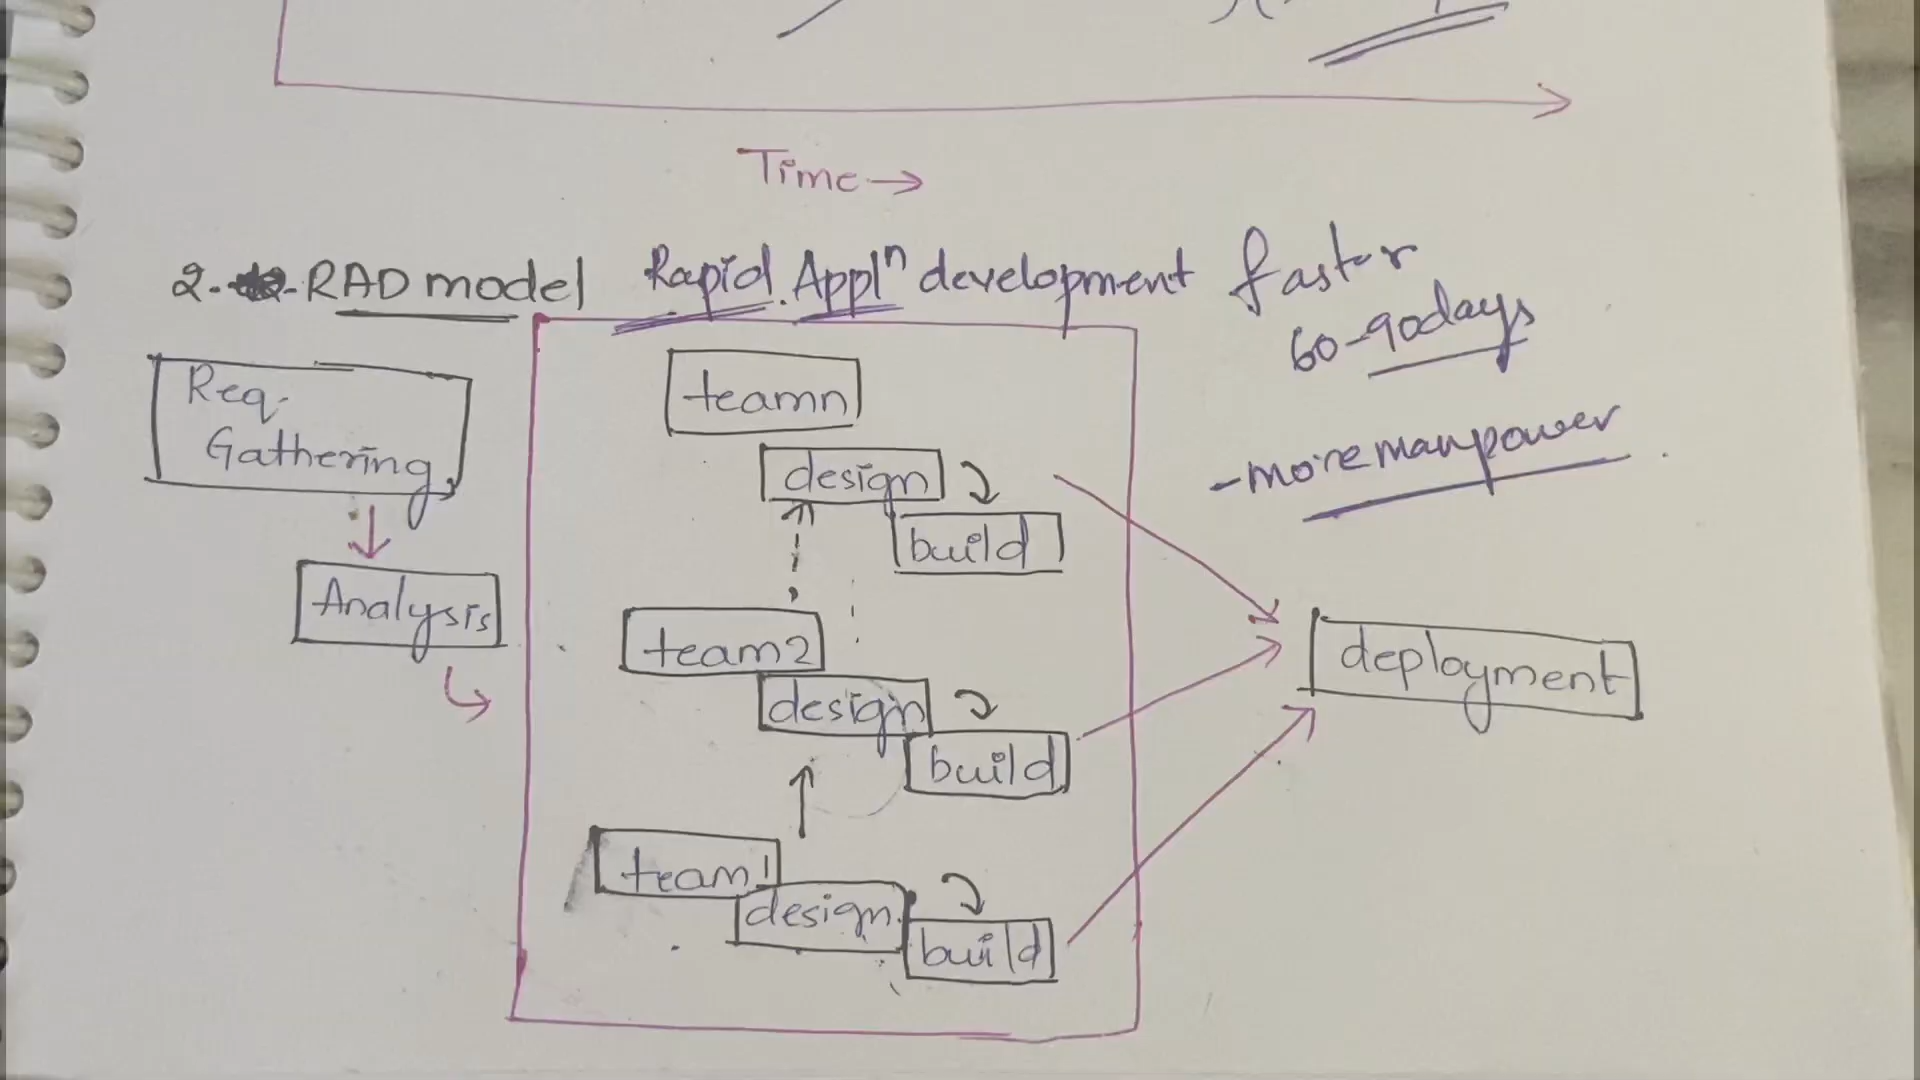 Time →
2. RAD model Rapid Applⁿ development faster
60-90days
- more manpower
Req.
Gathering
Analysis
teamn
design
build
team2
design
build
team1
design
build
deployment